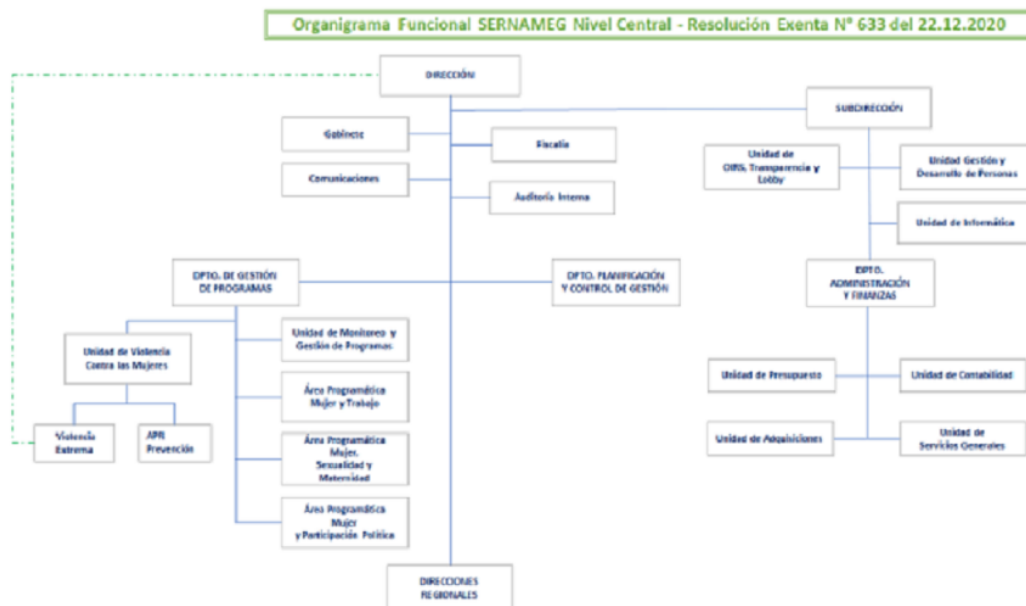 Organigrama Funcional SERNAMEG Nivel Central - Resolución Exenta N° 633 del 22.12.2020
DIRECCIÓN
SUBDIRECCIÓN
Gabinete
Fiscalía
Comunicaciones
Auditoría Interna
Unidad de
OIRS, Transparencia y
Lobby
Unidad Gestión y
Desarrollo de Personas
Unidad de Informática
DPTO. DE GESTIÓN
DE PROGRAMAS
DPTO. PLANIFICACIÓN
Y CONTROL DE GESTIÓN
DPTO.
ADMINISTRACIÓN
Y FINANZAS
Unidad de Violencia
Contra las Mujeres
Unidad de Monitoreo y
Gestión de Programas
Área Programática
Mujer y Trabajo
Violencia
Extrema
APR
Prevención
Área Programática
Mujer,
Sexualidad y
Maternidad
Área Programática
Mujer
y Participación Política
Unidad de Presupuesto
Unidad de Contabilidad
Unidad de Adquisiciones
Unidad de
Servicios Generales
DIRECCIONES
REGIONALES